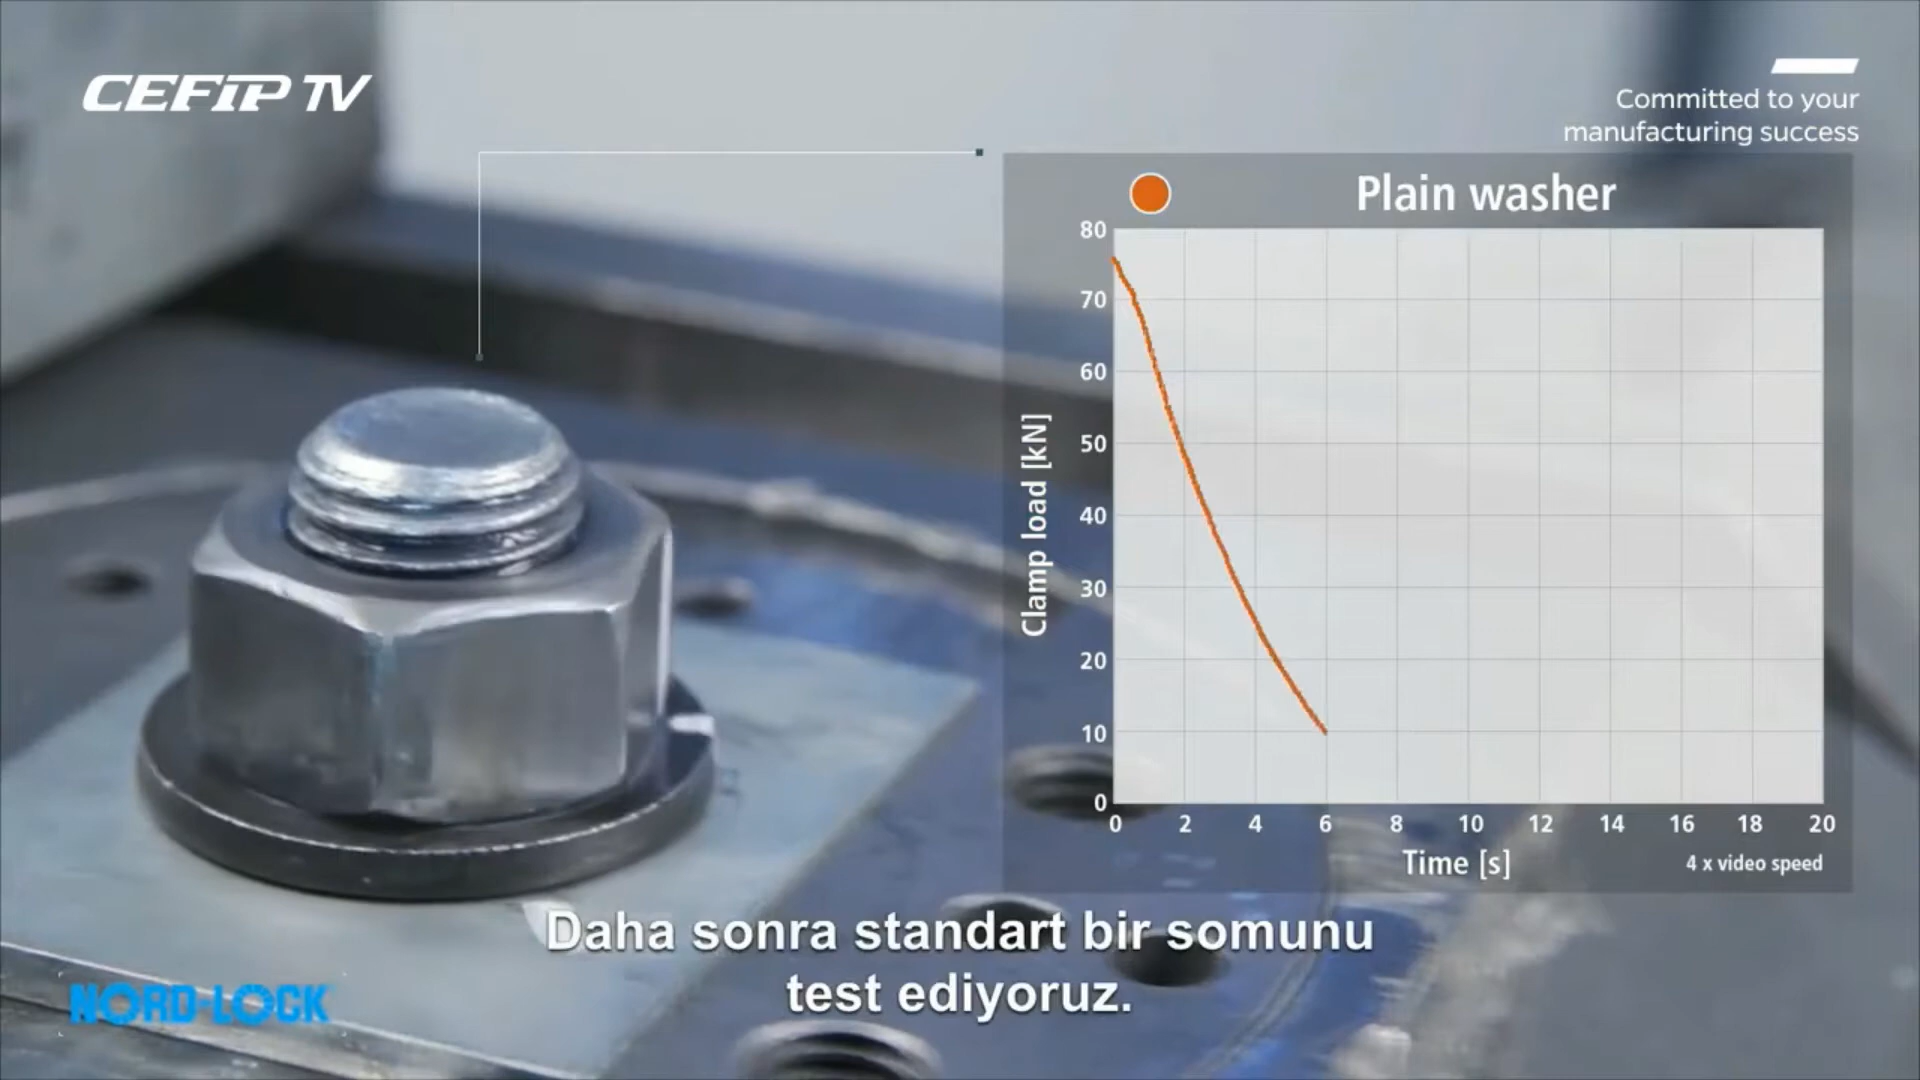 CEFiP TV
Committed to your
manufacturing success
Plain washer
80
70
60
50
40
30
20
10
0
Clamp load [kN]
0 2 4 6 8 10 12 14 16 18 20
Time [s]
4 x video speed
Daha sonra standart bir somunu
test ediyoruz.
NORD-LOCK